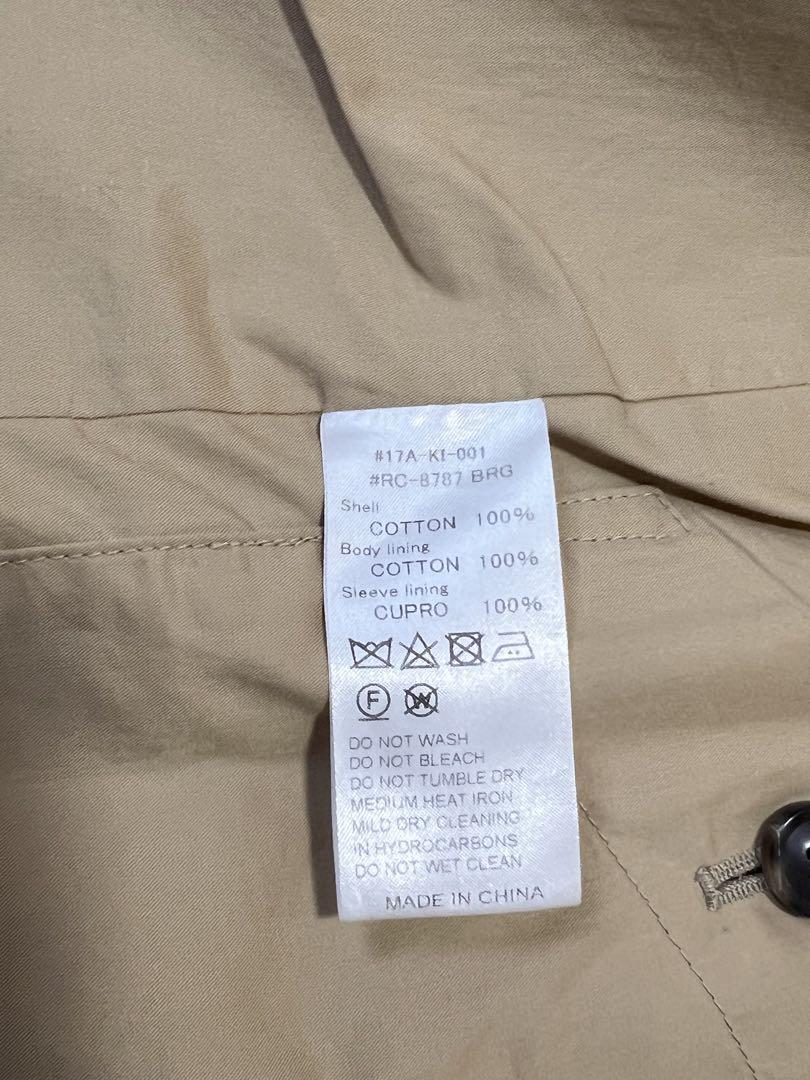 #17A-KI-001
#RC-8787 BRG
Shell
COTTON 100%
Body lining
COTTON 100%
Sleeve lining
CUPRO 100%
F W
DO NOT WASH
DO NOT BLEACH
DO NOT TUMBLE DRY
MEDIUM HEAT IRON
MILD DRY CLEANING
IN HYDROCARBONS
DO NOT WET CLEAN
MADE IN CHINA